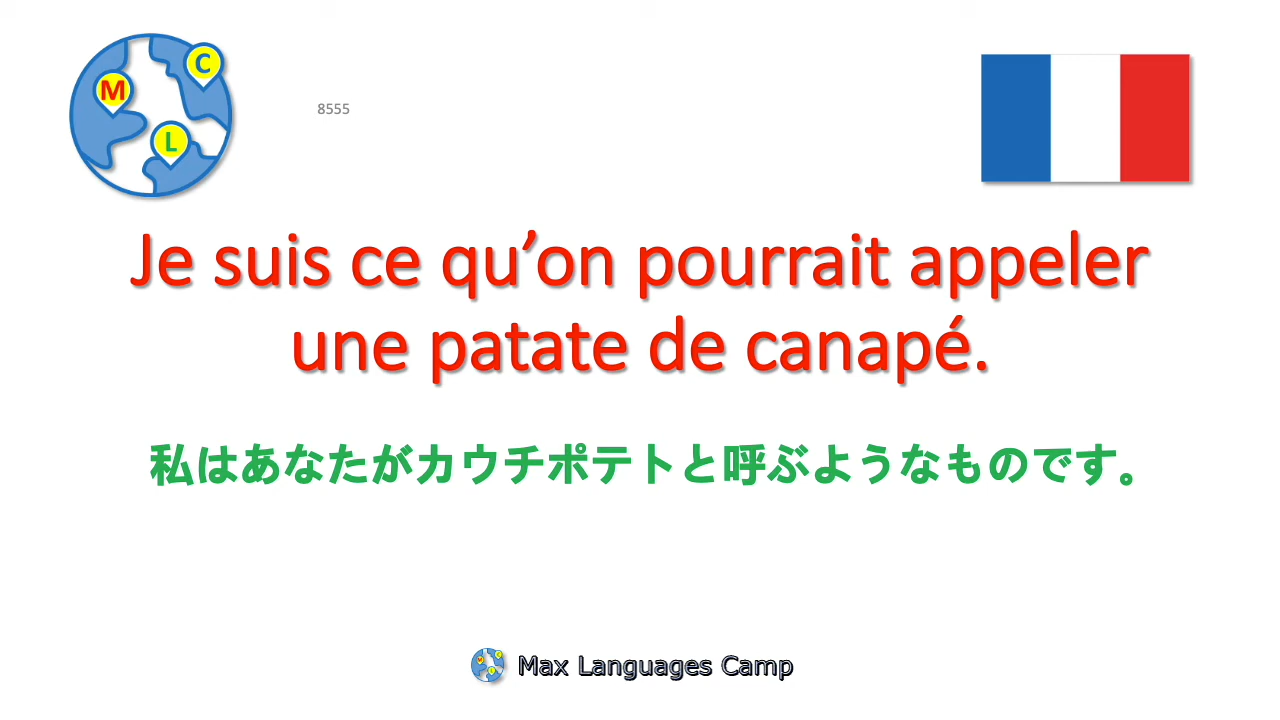 C
M
L
8555
Je suis ce qu’on pourrait appeler
une patate de canapé.
私はあなたがカウチポテトと呼ぶようなものです。
Max Languages Camp